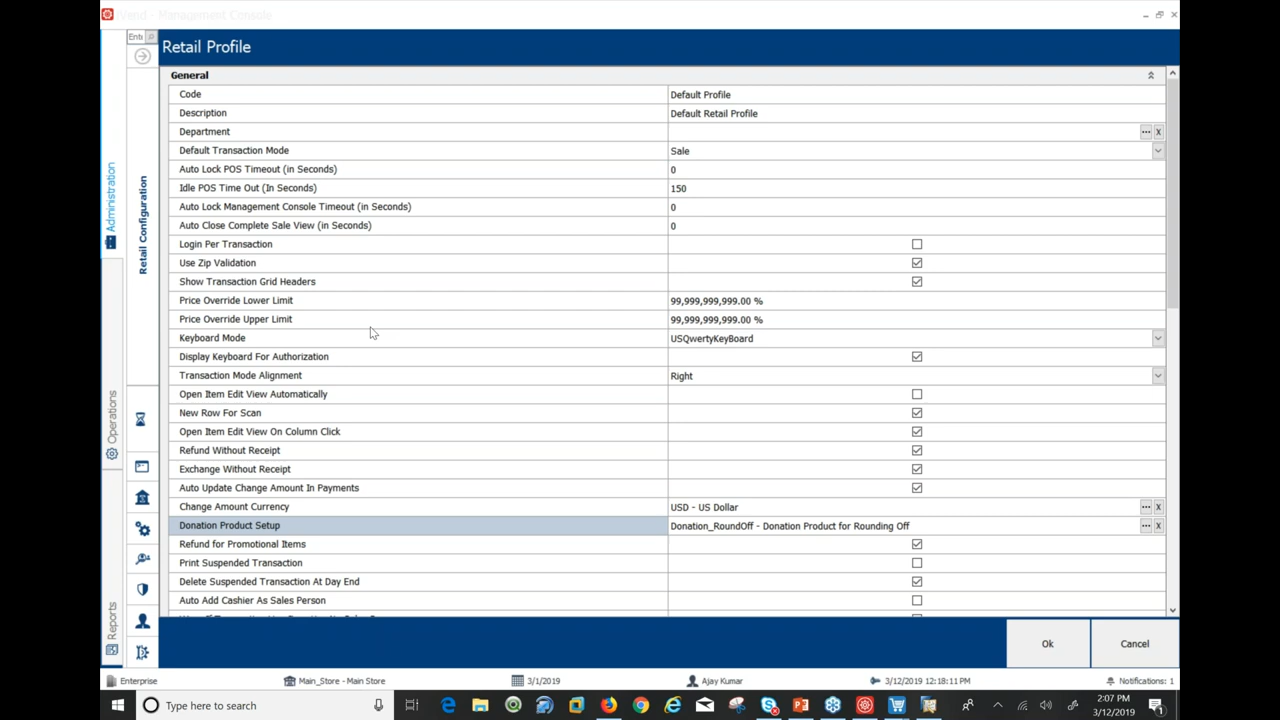 Wand - Management Console
Ente
Retail Profile
General
Code Default Profile
Description Default Retail Profile
Department
Default Transaction Mode Sale
Auto Lock POS Timeout (in Seconds) 0
Idle POS Time Out (In Seconds) 150
Auto Lock Management Console Timeout (in Seconds) 0
Auto Close Complete Sale View (in Seconds) 0
Login Per Transaction
Use Zip Validation
Show Transaction Grid Headers
Price Override Lower Limit 99,999,999,999.00 %
Price Override Upper Limit 99,999,999,999.00 %
Keyboard Mode USQwertyKeyBoard
Display Keyboard For Authorization
Transaction Mode Alignment Right
Open Item Edit View Automatically
New Row For Scan
Open Item Edit View On Column Click
Refund Without Receipt
Exchange Without Receipt
Auto Update Change Amount In Payments
Change Amount Currency USD - US Dollar
Donation Product Setup Donation_RoundOff - Donation Product for Rounding Off
Refund for Promotional Items
Print Suspended Transaction
Delete Suspended Transaction At Day End
Auto Add Cashier As Sales Person
Administration
Operations
Reports
Retail Configuration
Ok
Cancel
Enterprise Main_Store - Main Store 3/1/2019 Ajay Kumar 3/12/2019 12:18:11 PM Notifications: 1
Type here to search
2:07 PM
3/12/2019
1